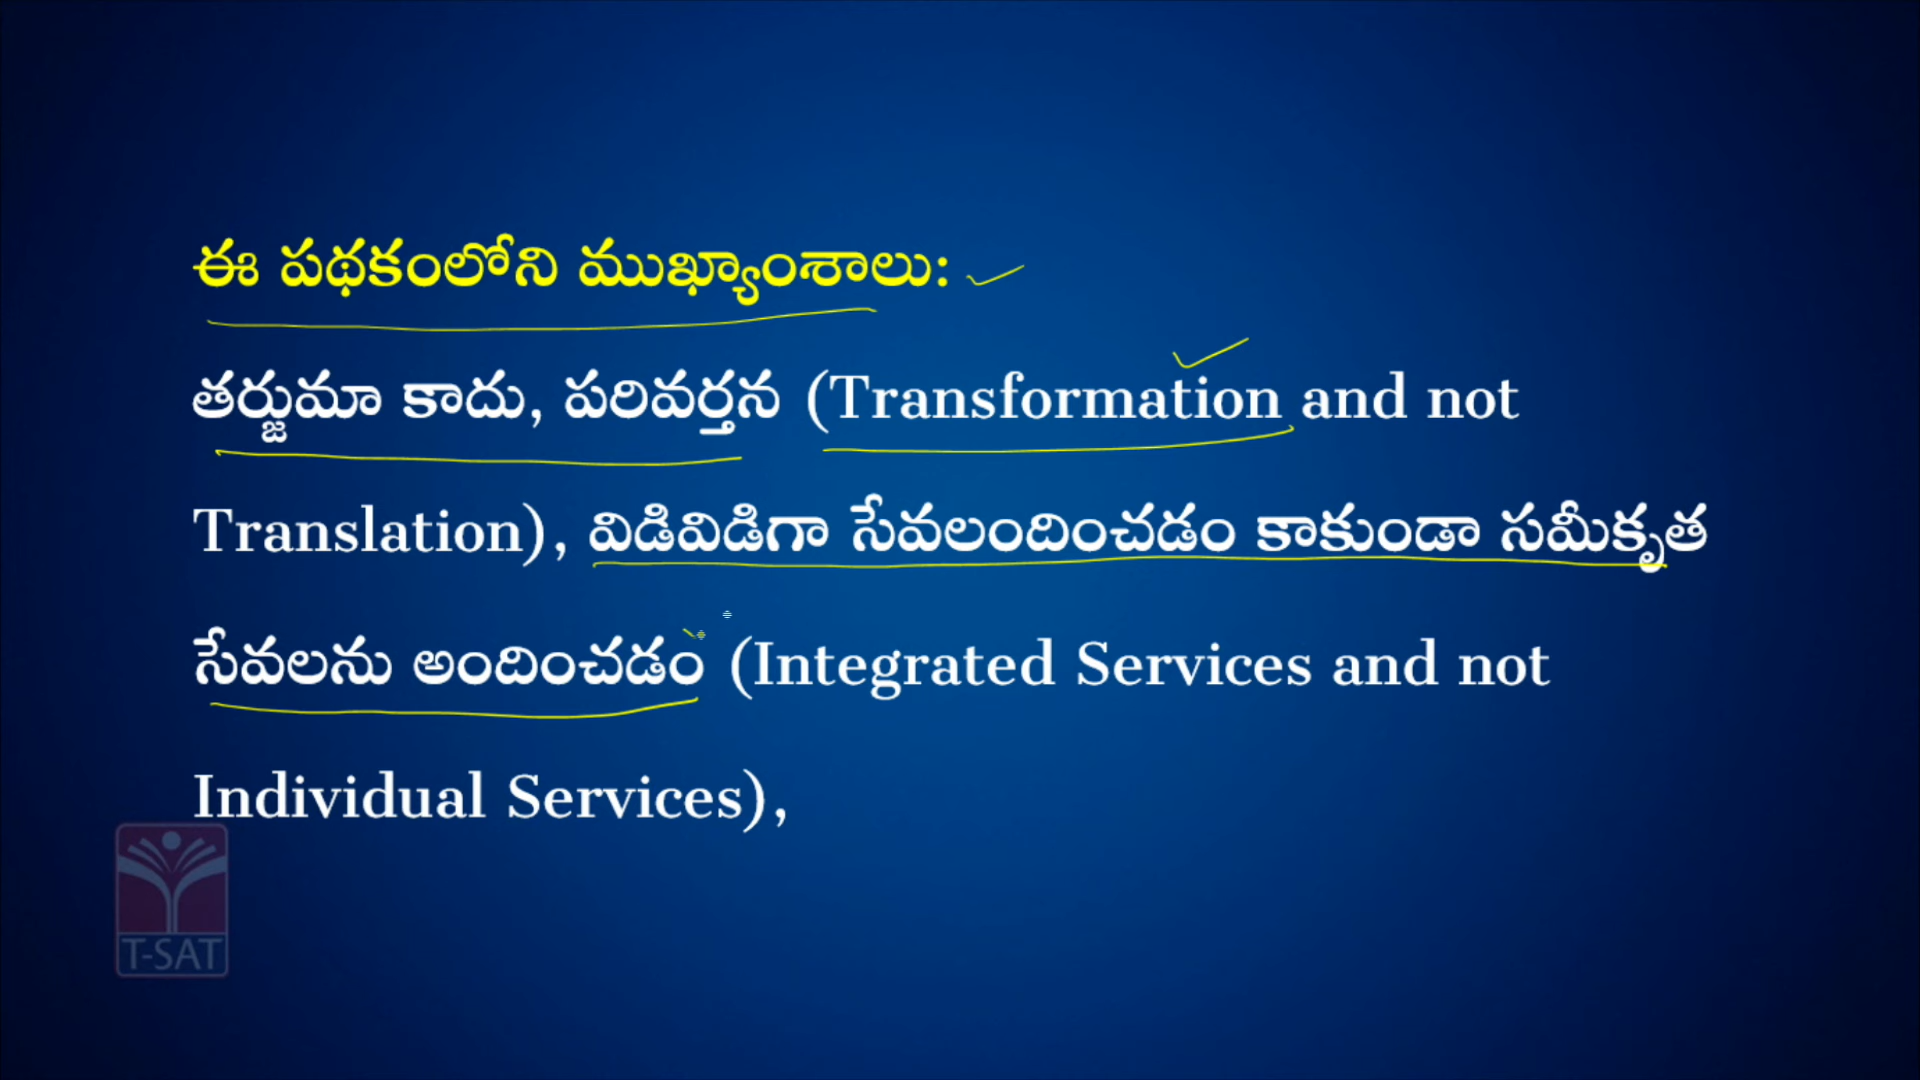 ఈ పథకంలోని ముఖ్యాంశాలు:
తర్జుమా కాదు, పరివర్తన (Transformation and not
Translation), విడివిడిగా సేవలందించడం కాకుండా సమీకృత
సేవలను అందించడం (Integrated Services and not
Individual Services),
T-SAT